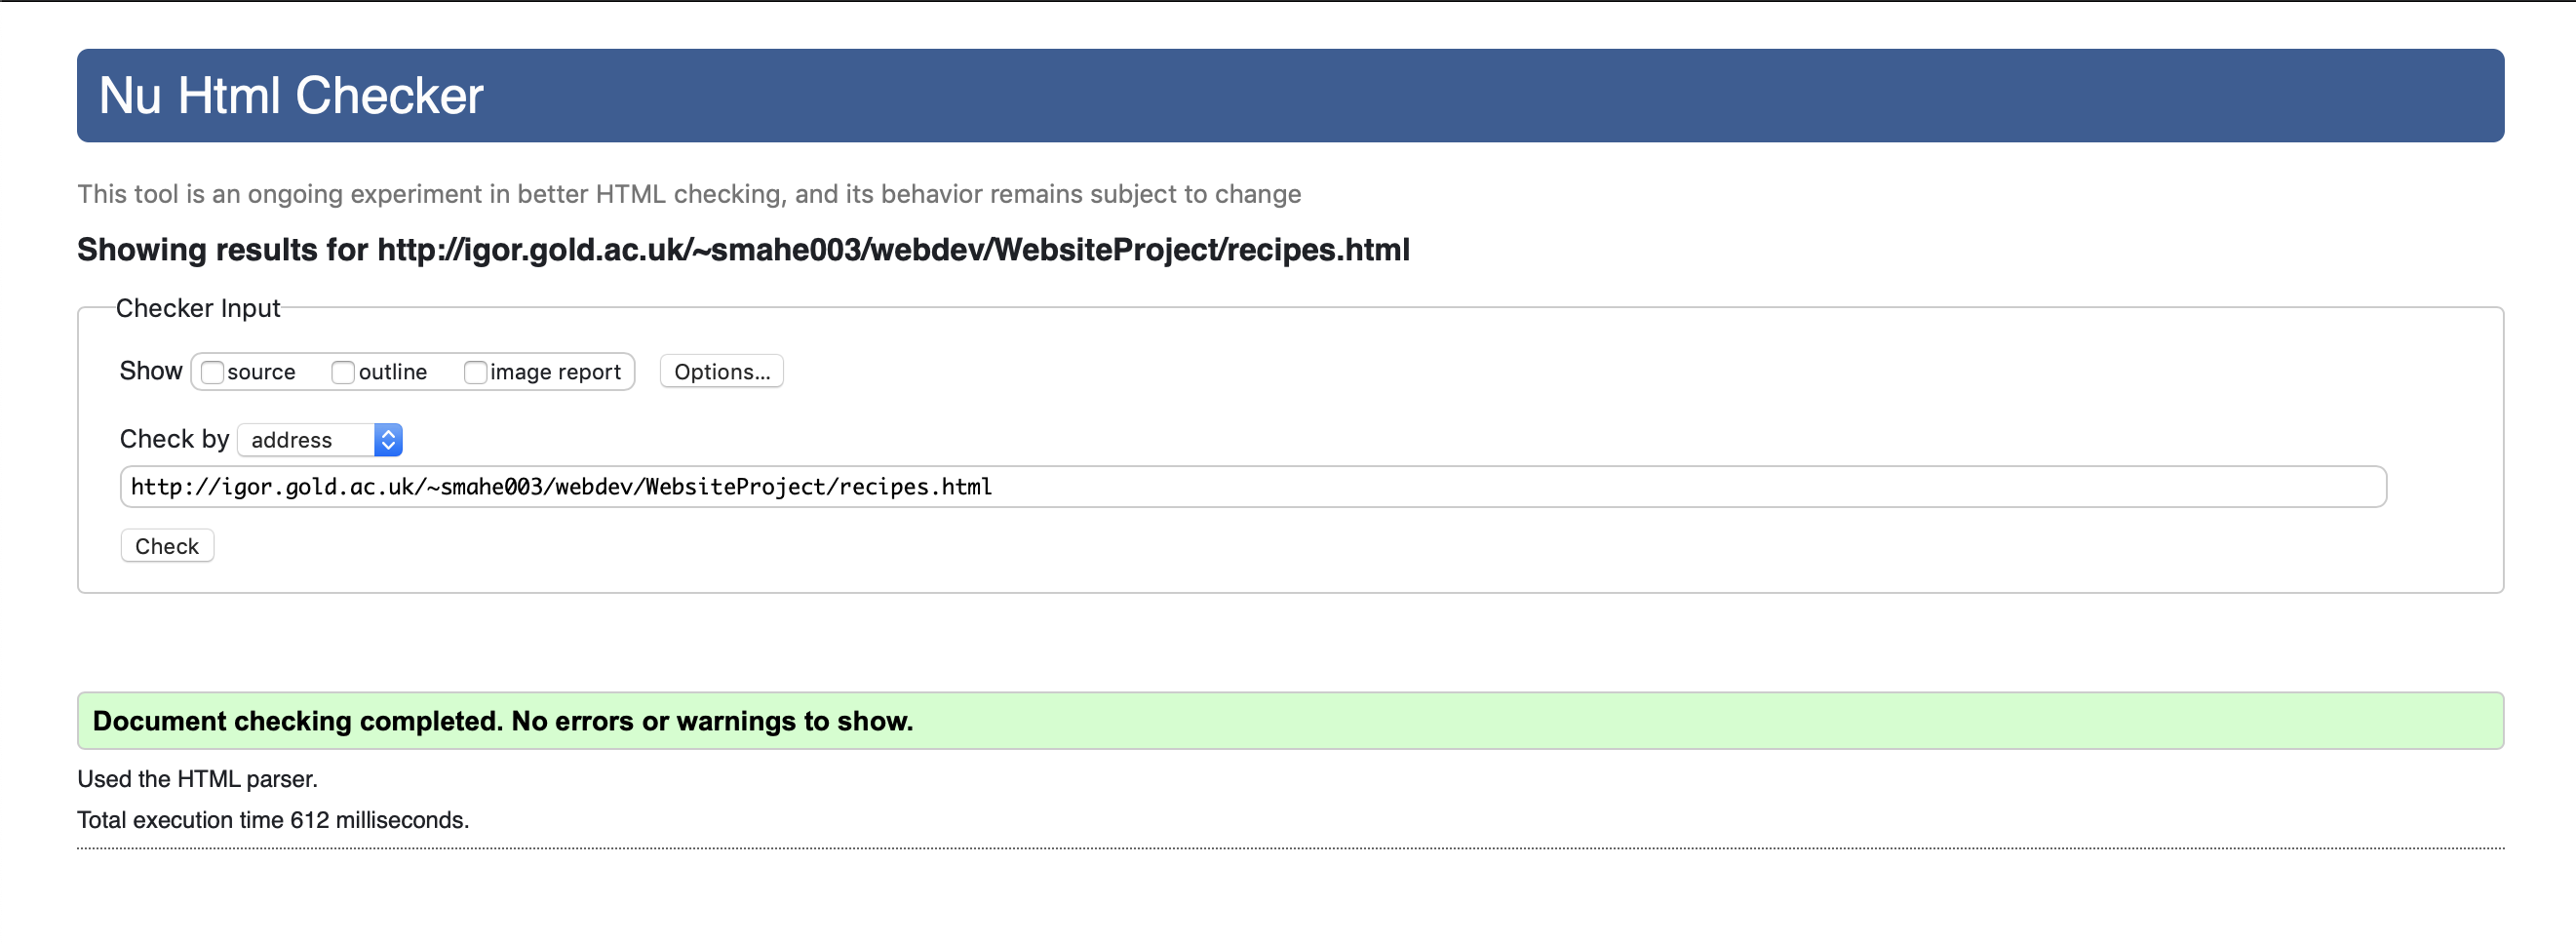 Nu Html Checker
This tool is an ongoing experiment in better HTML checking, and its behavior remains subject to change
Showing results for http://igor.gold.ac.uk/~smahe003/webdev/WebsiteProject/recipes.html
Checker Input
Show source outline image report Options...
Check by address
http://igor.gold.ac.uk/~smahe003/webdev/WebsiteProject/recipes.html
Check
Document checking completed. No errors or warnings to show.
Used the HTML parser.
Total execution time 612 milliseconds.